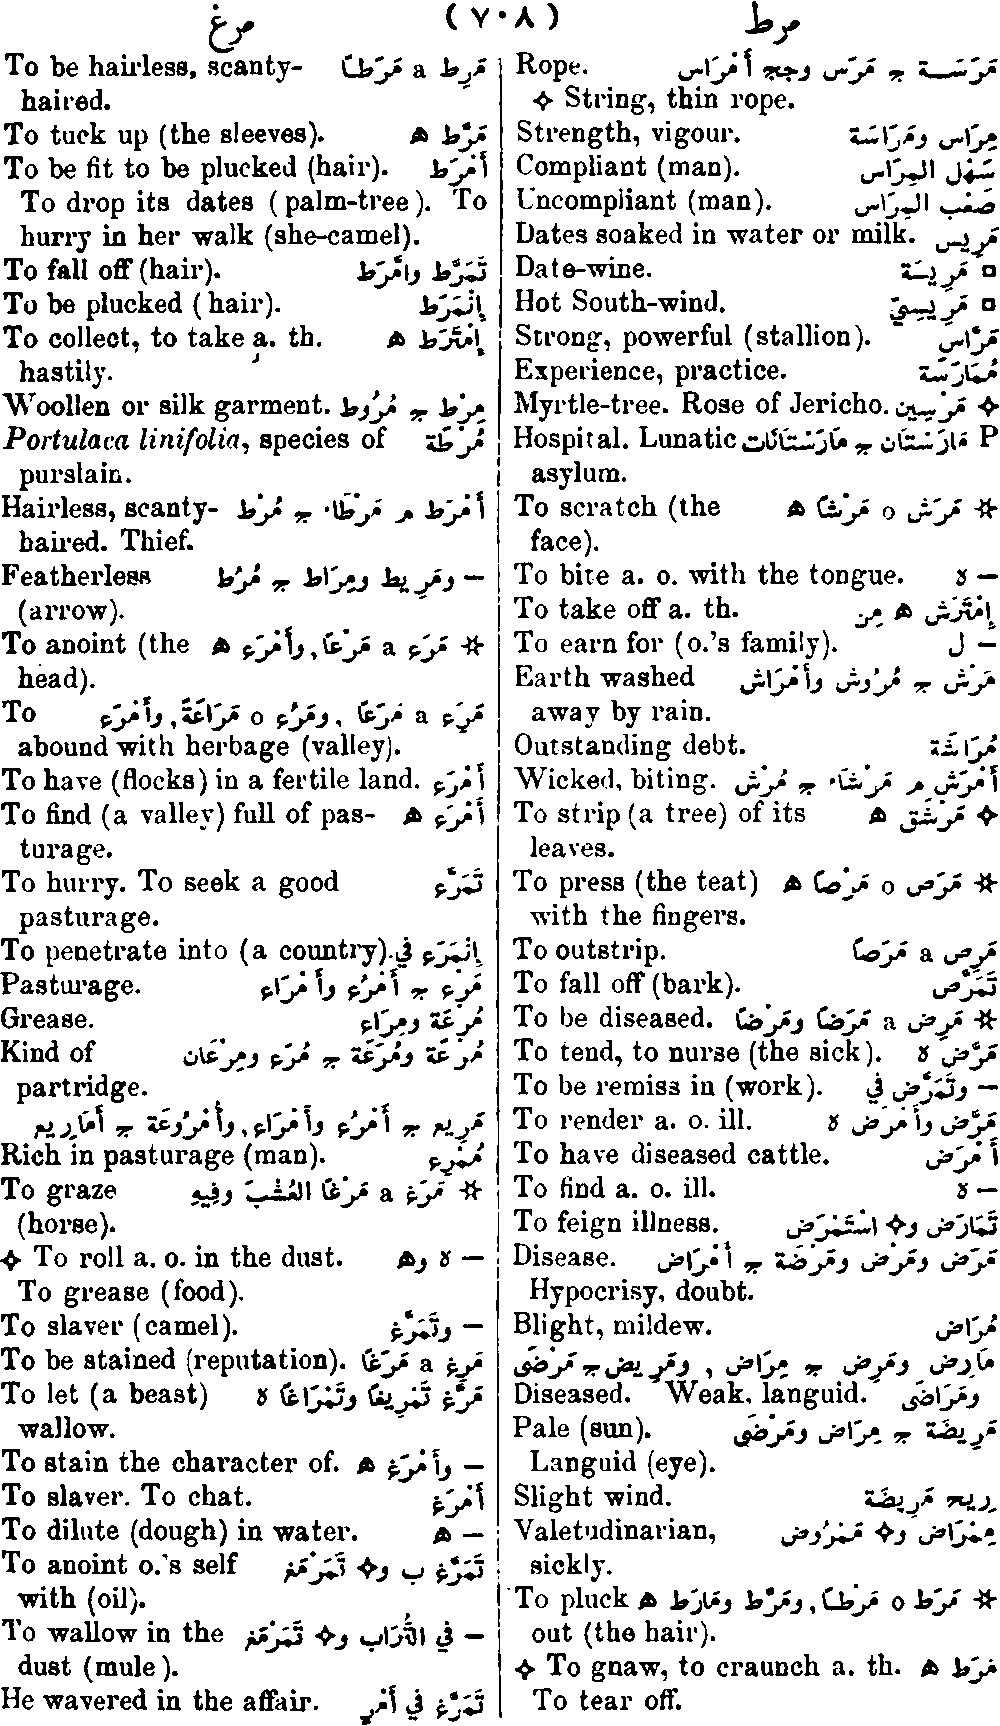 مرط (٧٠٨) مرغ
Rope. مَرَسَة ج مَرَس وجج أَمْرَاس
✧ String, thin rope.
Strength, vigour. مِرَاس ومَرَاسَة
Compliant (man). سَهْل المِرَاس
Uncompliant (man). صَعْب المِرَاس
Dates soaked in water or milk. مَرِيس
Date-wine. □ مَرِيسَة
Hot South-wind. □ مَرِيسِيّ
Strong, powerful (stallion). مَرَّاس
Experience, practice. مُمَارَسَة
Myrtle-tree. Rose of Jericho. ✧ مَرْسِين
Hospital. Lunatic P مَارَسْتَان ج مَارَسْتَانَات
asylum.
To scratch (the ☆ مَرَش o مَرْشًا ه
face).
To bite a. o. with the tongue. – ه
To take off a. th. إِمْتَرَش ه مِن
To earn for (o.'s family). – ل
Earth washed مَرْش ج مُرُوش وأَمْرَاش
away by rain.
Outstanding debt. مُرَاشَة
Wicked, biting. أَمْرَش م مَرْشَاء ج مُرْش
To strip (a tree) of its ✧ مَرْشَق ه
leaves.
To press (the teat) ☆ مَرَص o مَرْصًا ه
with the fingers.
To outstrip. مَرِص a مَرَصًا
To fall off (bark). تَمَرَّص
To be diseased. ☆ مَرِض a مَرَضًا ومَرْضًا
To tend, to nurse (the sick). مَرَّض ه
To be remiss in (work). – وتَمَرَّض فِي
To render a. o. ill. مَرَّض وأَمْرَض ه
To have diseased cattle. أَمْرَض
To find a. o. ill. – ه
To feign illness. تَمَارَض و✧ اسْتَمْرَض
Disease. مَرَض ومَرْض ومَرْضَة ج أَمْرَاض
Hypocrisy, doubt.
Blight, mildew. مُرَاض
مَارِض ومَرِض ج مِرَاض, ومَرِيض ج مَرْضَى
Diseased. Weak, languid. ومَرَاضَى
Pale (sun). مَرِيضَة ج مِرَاض ومَرْضَى
Languid (eye).
Slight wind. رِيح مَرِيضَة
Valetudinarian, مِمْرَاض و✧ مَمْرُوض
sickly.
To pluck ☆ مَرَط o مَرْطًا, ومَرَّط ومَارَط ه
out (the hair).
✧ To gnaw, to craunch a. th. مَرَط ه
To tear off.
To be hairless, scanty- مَرِط a مَرَطًا
haired.
To tuck up (the sleeves). مَرَّط ه
To be fit to be plucked (hair). أَمْرَط
To drop its dates (palm-tree). To
hurry in her walk (she-camel).
To fall off (hair). تَمَرَّط وامَّرَط
To be plucked (hair). إِنْمَرَط
To collect, to take a. th. إِمْتَرَط ه
hastily.
Woollen or silk garment. مِرْط ج مُرُوط
Portulaca linifolia, species of مُرْطَة
purslain.
Hairless, scanty- أَمْرَط م مَرْطَاء ج مُرْط
haired. Thief.
Featherless – ومَرِيط ومِرَاط ج مُرُط
(arrow).
To anoint (the ☆ مَرَع a مَرْعًا, وأَمْرَع ه
head).
To مَرِع a مَرَعًا, ومَرُع o مَرَاعَةً, وأَمْرَع
abound with herbage (valley).
To have (flocks) in a fertile land. أَمْرَع
To find (a valley) full of pas- أَمْرَع ه
turage.
To hurry. To seek a good تَمَرَّع
pasturage.
To penetrate into (a country). إِنْمَرَع فِي
Pasturage. مَرْع ج أَمْرُع وأَمْرَاع
Grease. مُرْعَة ومِرَاع
Kind of مُرْعَة ومُرَعَة ج مُرَع ومِرْعَان
partridge.
مَرِيع ج أَمْرُع وأَمْرَاع, وأُمْرُوعَة ج أَمَارِيع
Rich in pasturage (man). مُمْرِع
To graze ☆ مَرَغ a مَرْغًا العُشْبَ وفِيهِ
(horse).
✧ To roll a. o. in the dust. – ه وه
To grease (food).
To slaver (camel). – وتَمَرَّغ
To be stained (reputation). مَرِغ a مَرَغًا
To let (a beast) مَرَّغ تَمْرِيغًا وتَمْرَاغًا ه
wallow.
To stain the character of. – وأَمْرَغ ه
To slaver. To chat. أَمْرَغ
To dilute (dough) in water. – ه
To anoint o.'s self تَمَرَّغ ب و✧ تَمَرْمَغ
with (oil).
To wallow in the – فِي التُّرَاب و✧ تَمَرْمَغ
dust (mule).
He wavered in the affair. تَمَرَّغ فِي أَمْرٍ